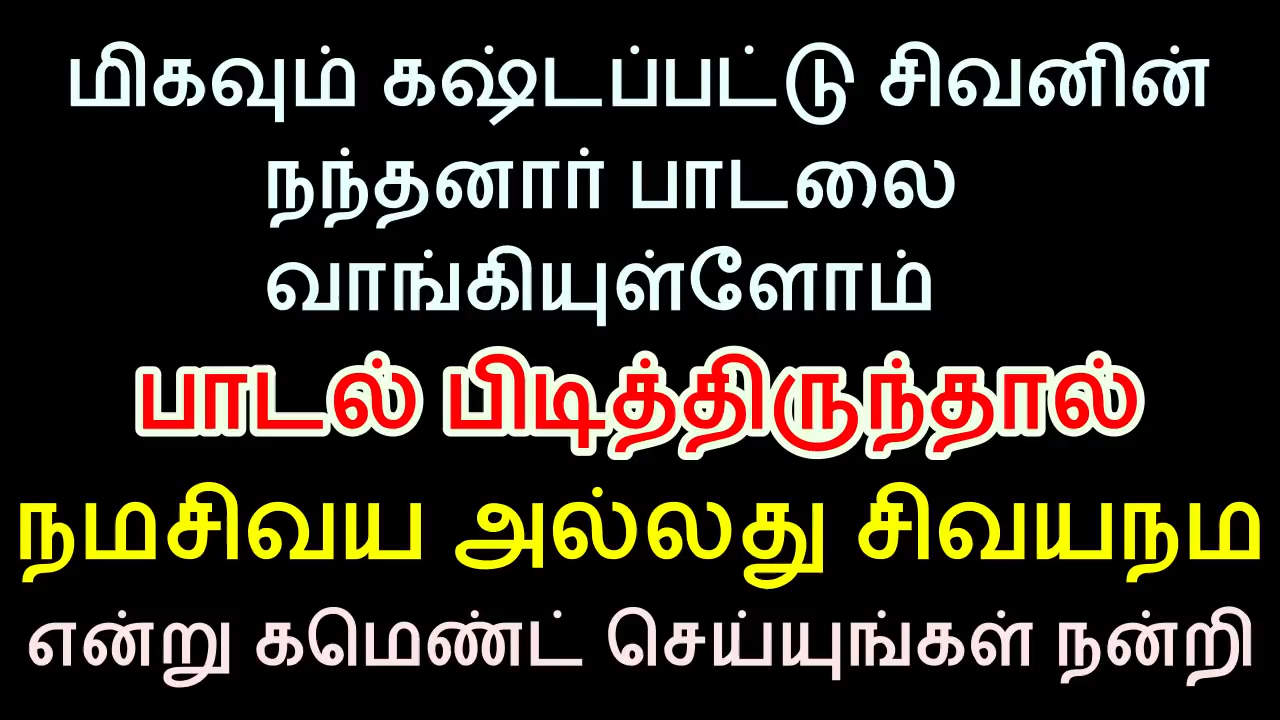 மிகவும் கஷ்டப்பட்டு சிவனின்
நந்தனார் பாடலை
வாங்கியுள்ளோம்
பாடல் பிடித்திருந்தால்
நமசிவய அல்லது சிவயநம
என்று கமெண்ட் செய்யுங்கள் நன்றி